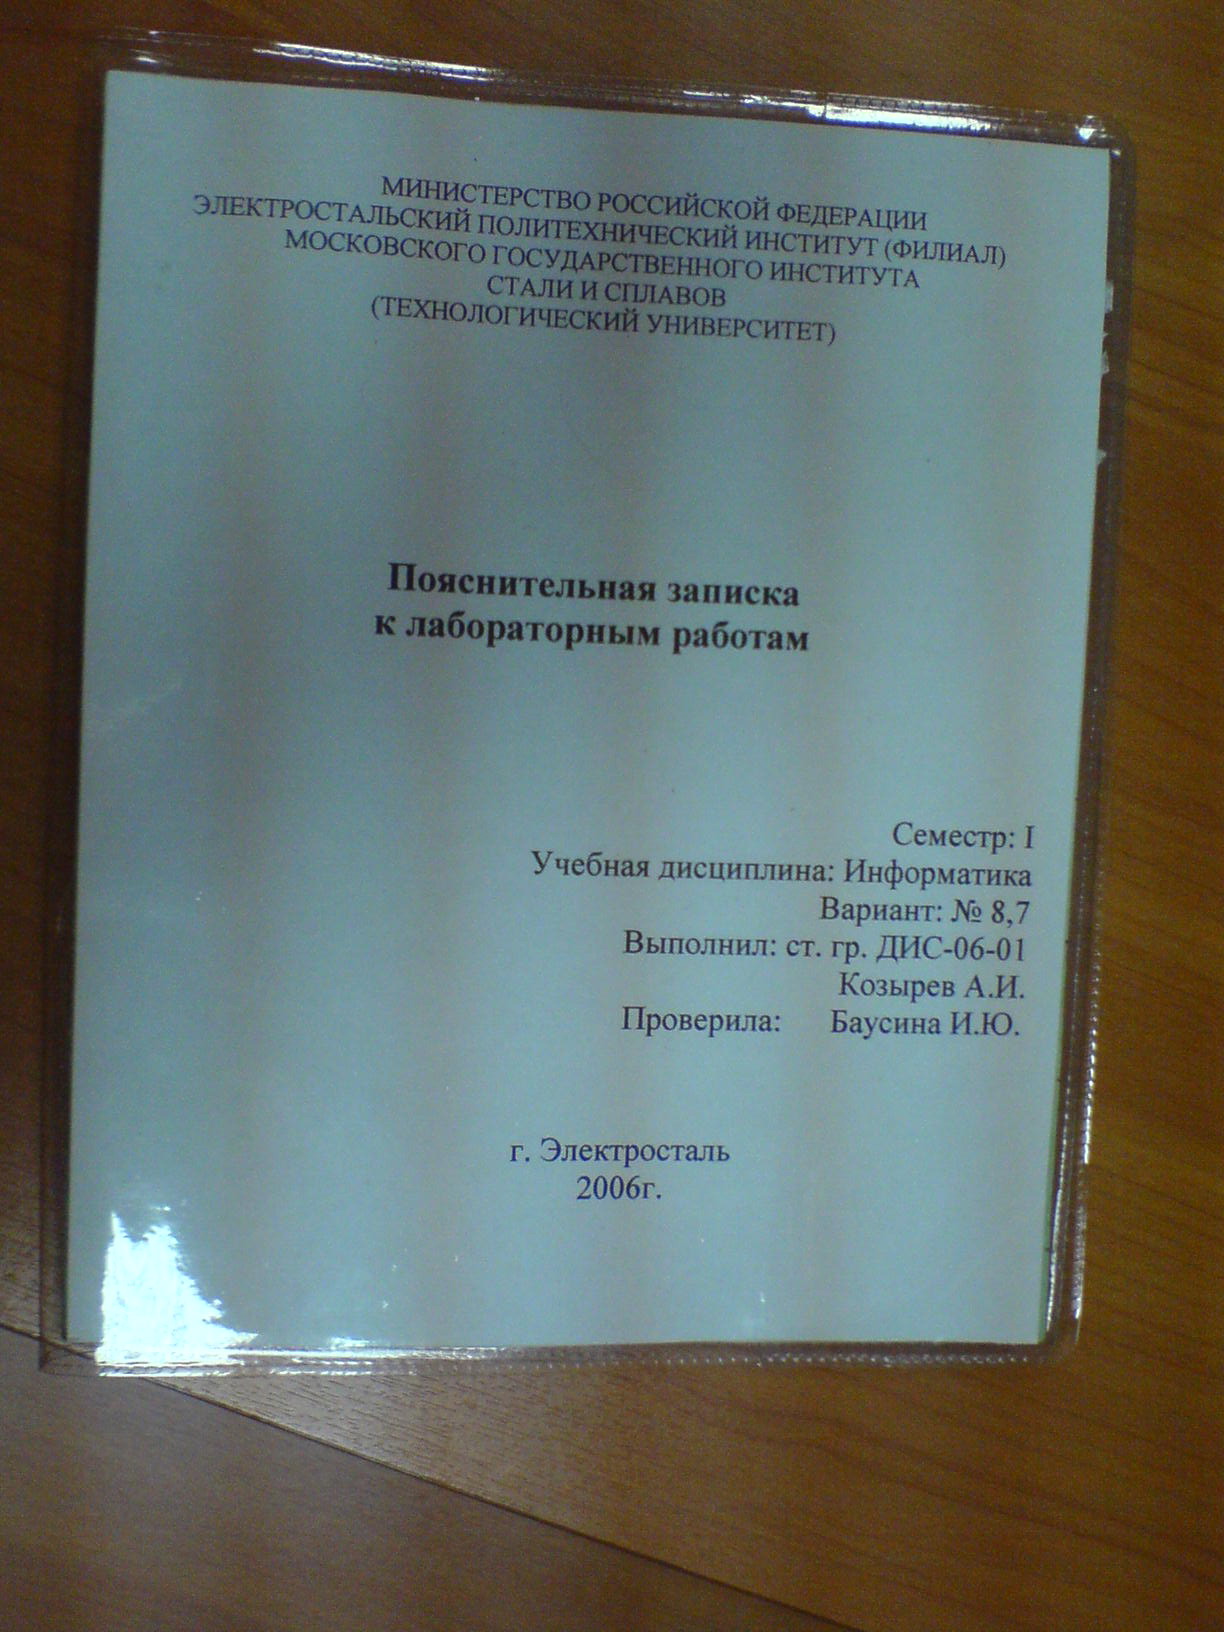 МИНИСТЕРСТВО РОССИЙСКОЙ ФЕДЕРАЦИИ
ЭЛЕКТРОСТАЛЬСКИЙ ПОЛИТЕХНИЧЕСКИЙ ИНСТИТУТ (ФИЛИАЛ)
МОСКОВСКОГО ГОСУДАРСТВЕННОГО ИНСТИТУТА
СТАЛИ И СПЛАВОВ
(ТЕХНОЛОГИЧЕСКИЙ УНИВЕРСИТЕТ)
Пояснительная записка
к лабораторным работам
Семестр: I
Учебная дисциплина: Информатика
Вариант: № 8,7
Выполнил: ст. гр. ДИС-06-01
Козырев А.И.
Проверила: Баусина И.Ю.
г. Электросталь
2006г.